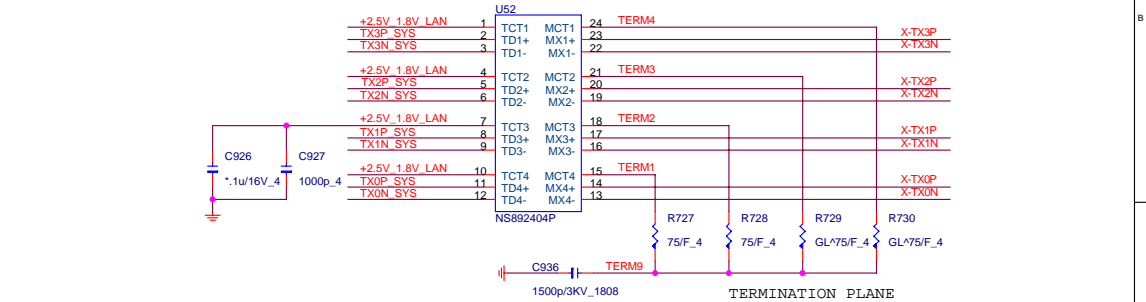 U52
+2.5V_1.8V_LAN 1 TCT1 MCT1 24 TERM4
TX3P_SYS 2 TD1+ MX1+ 23 X-TX3P
TX3N_SYS 3 TD1- MX1- 22 X-TX3N
+2.5V_1.8V_LAN 4 TCT2 MCT2 21 TERM3
TX2P_SYS 5 TD2+ MX2+ 20 X-TX2P
TX2N_SYS 6 TD2- MX2- 19 X-TX2N
+2.5V_1.8V_LAN 7 TCT3 MCT3 18 TERM2
TX1P_SYS 8 TD3+ MX3+ 17 X-TX1P
TX1N_SYS 9 TD3- MX3- 16 X-TX1N
+2.5V_1.8V_LAN 10 TCT4 MCT4 15 TERM1
TX0P_SYS 11 TD4+ MX4+ 14 X-TX0P
TX0N_SYS 12 TD4- MX4- 13 X-TX0N
NS892404P
C926 C927
*.1u/16V_4 1000p_4
R727 R728 R729 R730
75/F_4 75/F_4 GL^75/F_4 GL^75/F_4
C936 TERM9
1500p/3KV_1808
TERMINATION PLANE
B